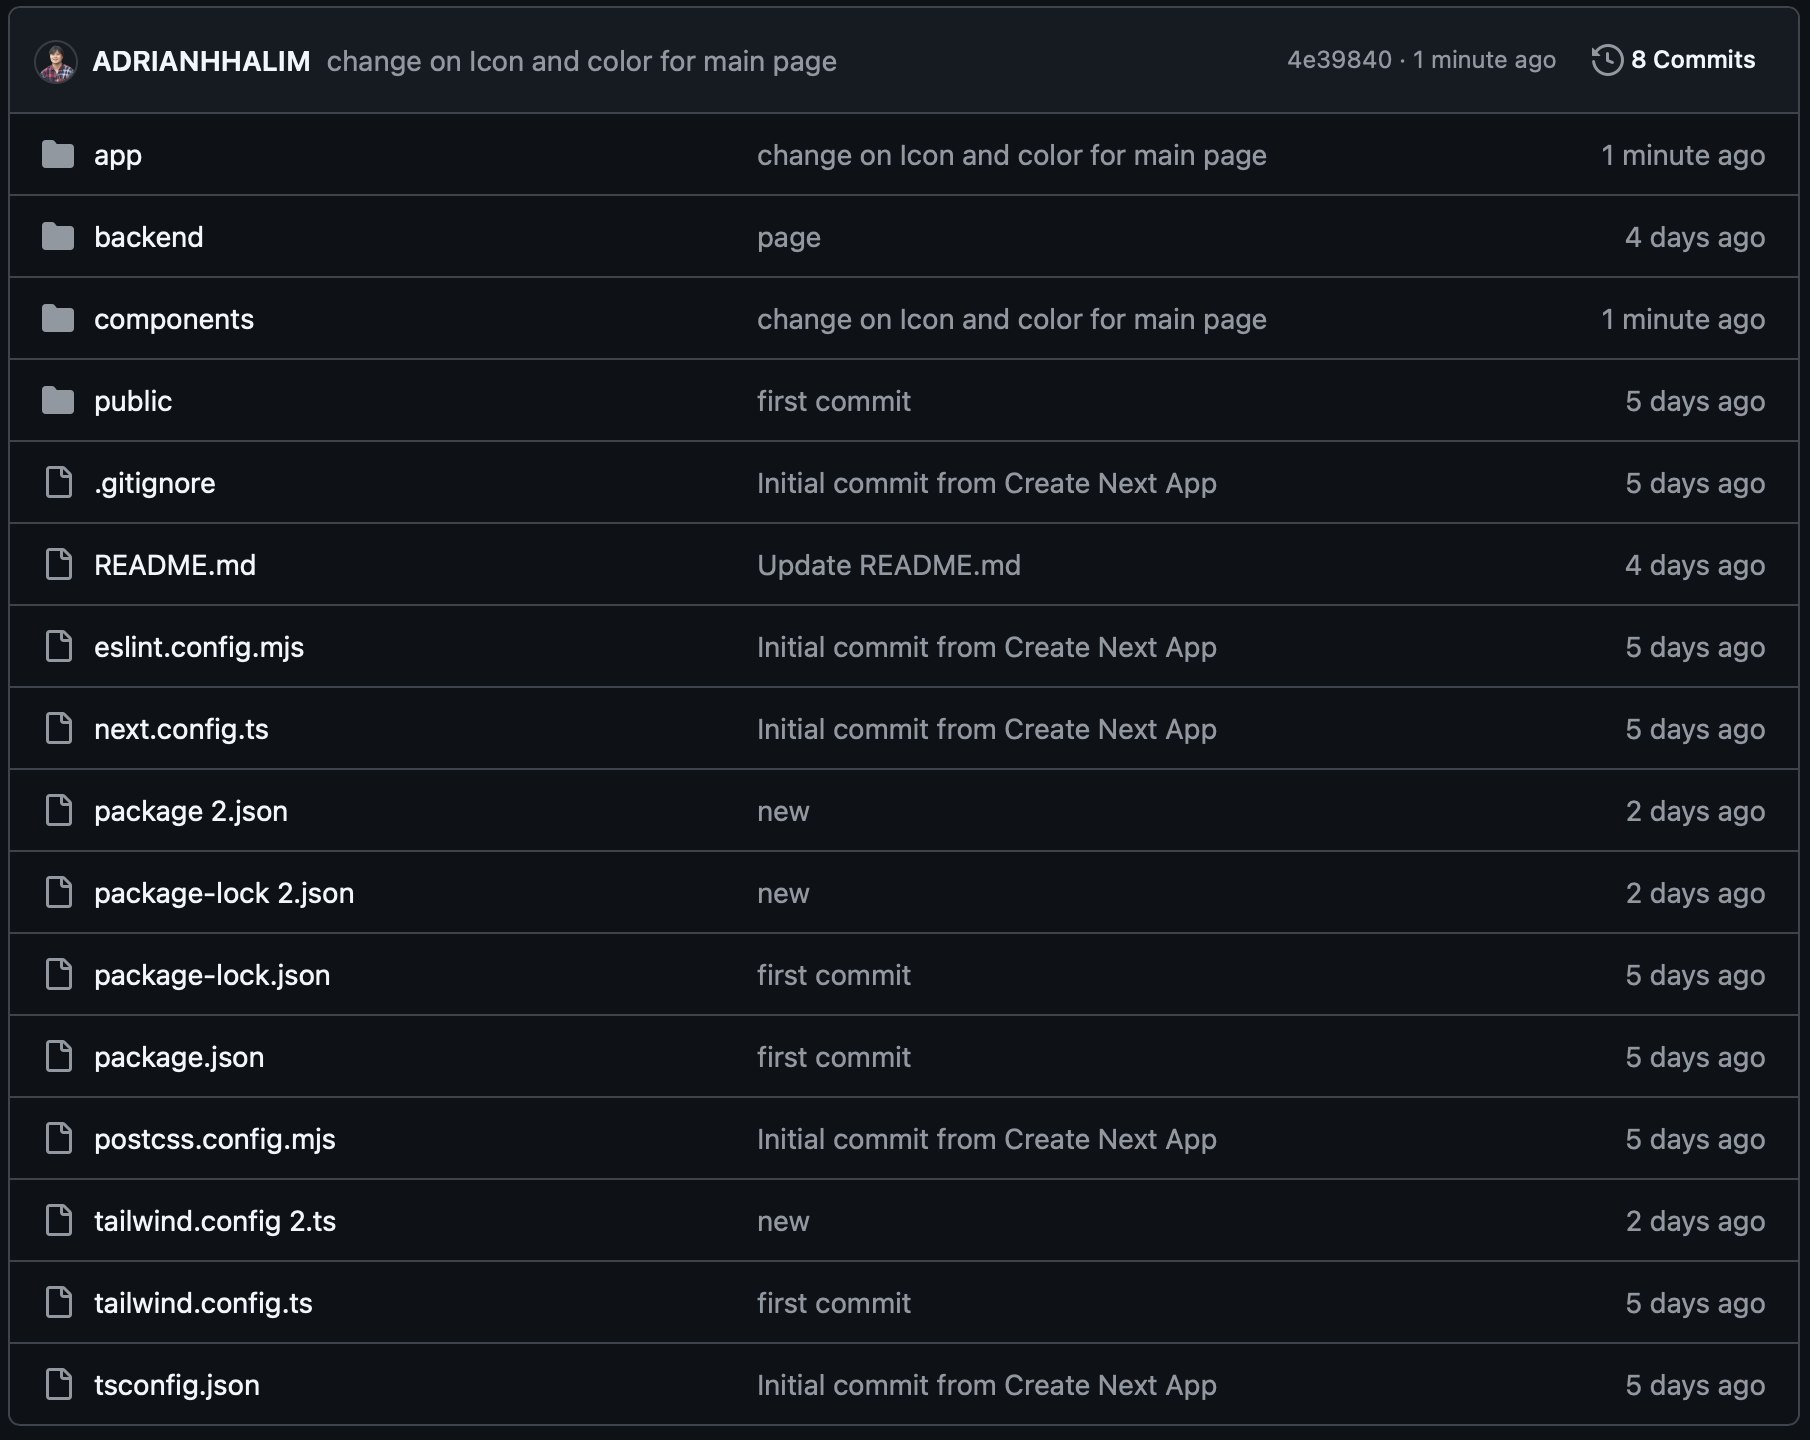 ADRIANHHALIM change on Icon and color for main page 4e39840 · 1 minute ago 8 Commits
app change on Icon and color for main page 1 minute ago
backend page 4 days ago
components change on Icon and color for main page 1 minute ago
public first commit 5 days ago
.gitignore Initial commit from Create Next App 5 days ago
README.md Update README.md 4 days ago
eslint.config.mjs Initial commit from Create Next App 5 days ago
next.config.ts Initial commit from Create Next App 5 days ago
package 2.json new 2 days ago
package-lock 2.json new 2 days ago
package-lock.json first commit 5 days ago
package.json first commit 5 days ago
postcss.config.mjs Initial commit from Create Next App 5 days ago
tailwind.config 2.ts new 2 days ago
tailwind.config.ts first commit 5 days ago
tsconfig.json Initial commit from Create Next App 5 days ago